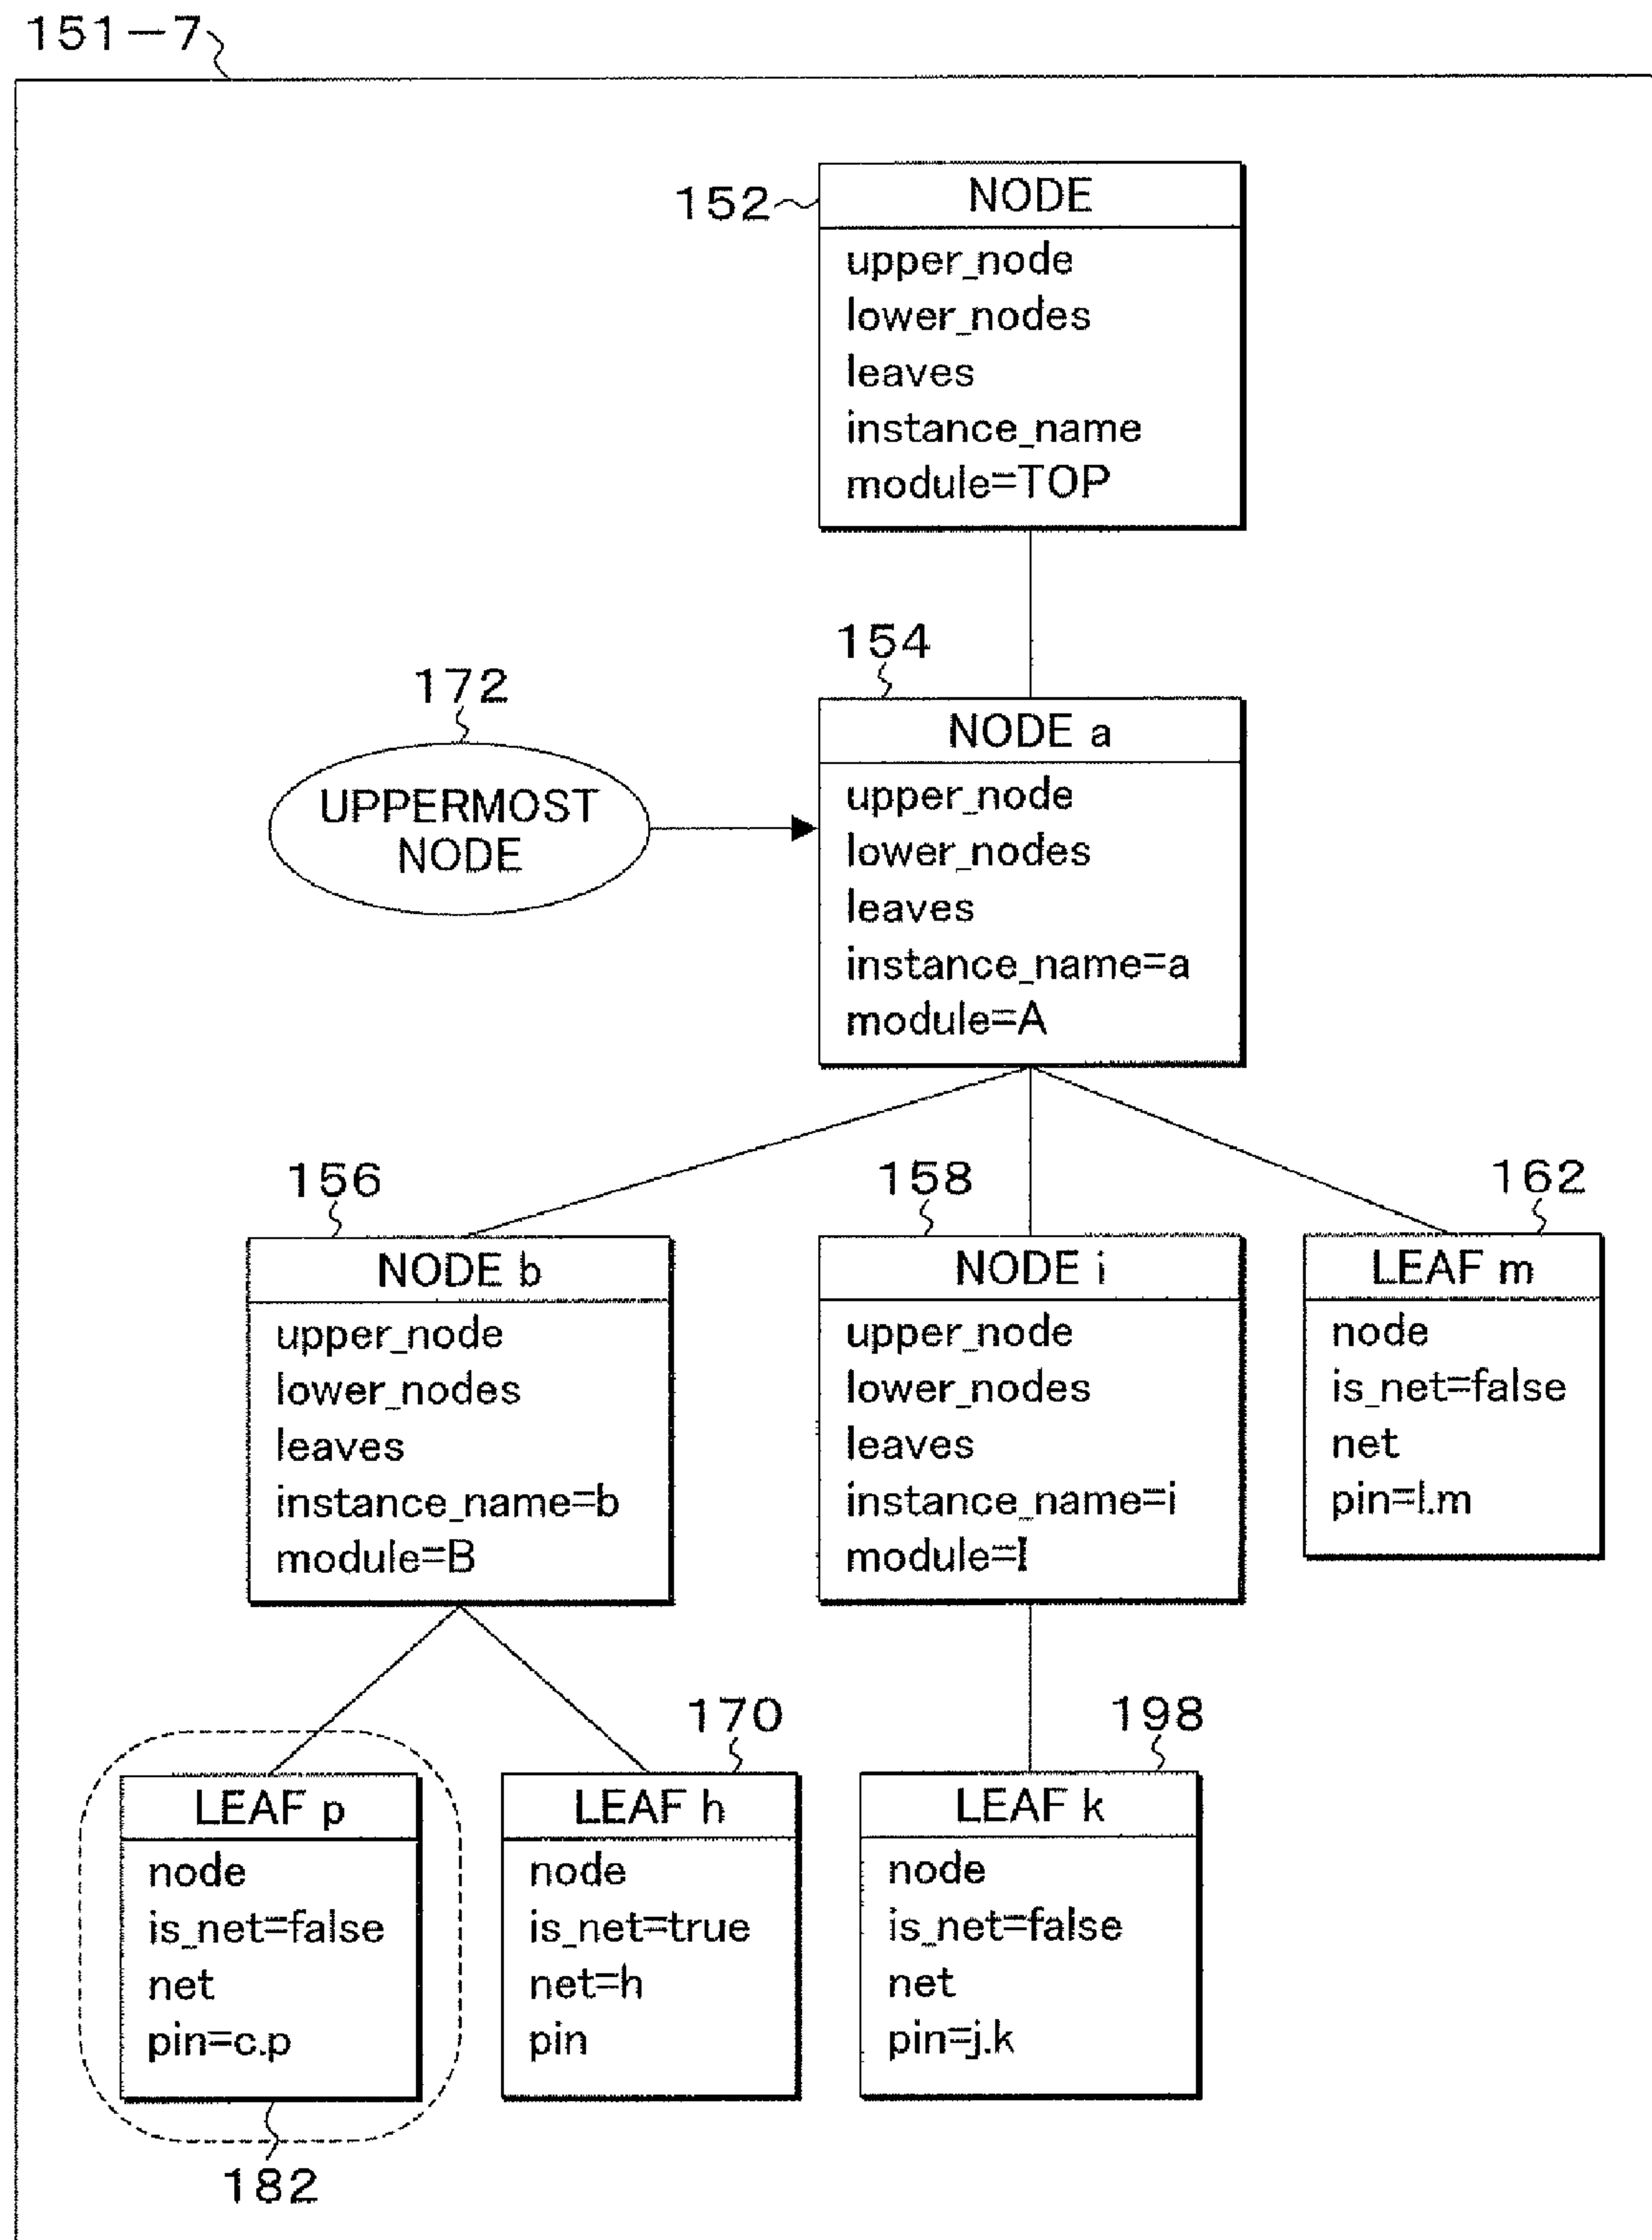 151-7
152
NODE
upper_node
lower_nodes
leaves
instance_name
module=TOP
154
172
UPPERMOST
NODE
NODE a
upper_node
lower_nodes
leaves
instance_name=a
module=A
156
158
162
NODE b
upper_node
lower_nodes
leaves
instance_name=b
module=B
NODE i
upper_node
lower_nodes
leaves
instance_name=i
module=I
LEAF m
node
is_net=false
net
pin=l.m
170
198
LEAF p
node
is_net=false
net
pin=c.p
LEAF h
node
is_net=true
net=h
pin
LEAF k
node
is_net=false
net
pin=j.k
182